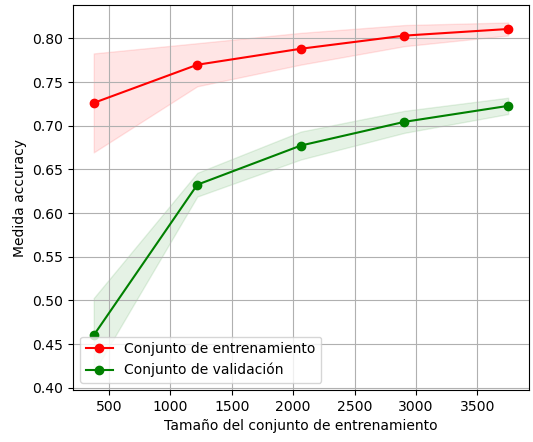 0.80
0.75
0.70
0.65
0.60
0.55
0.50
0.45
0.40
Medida accuracy
Conjunto de entrenamiento
Conjunto de validación
500 1000 1500 2000 2500 3000 3500
Tamaño del conjunto de entrenamiento